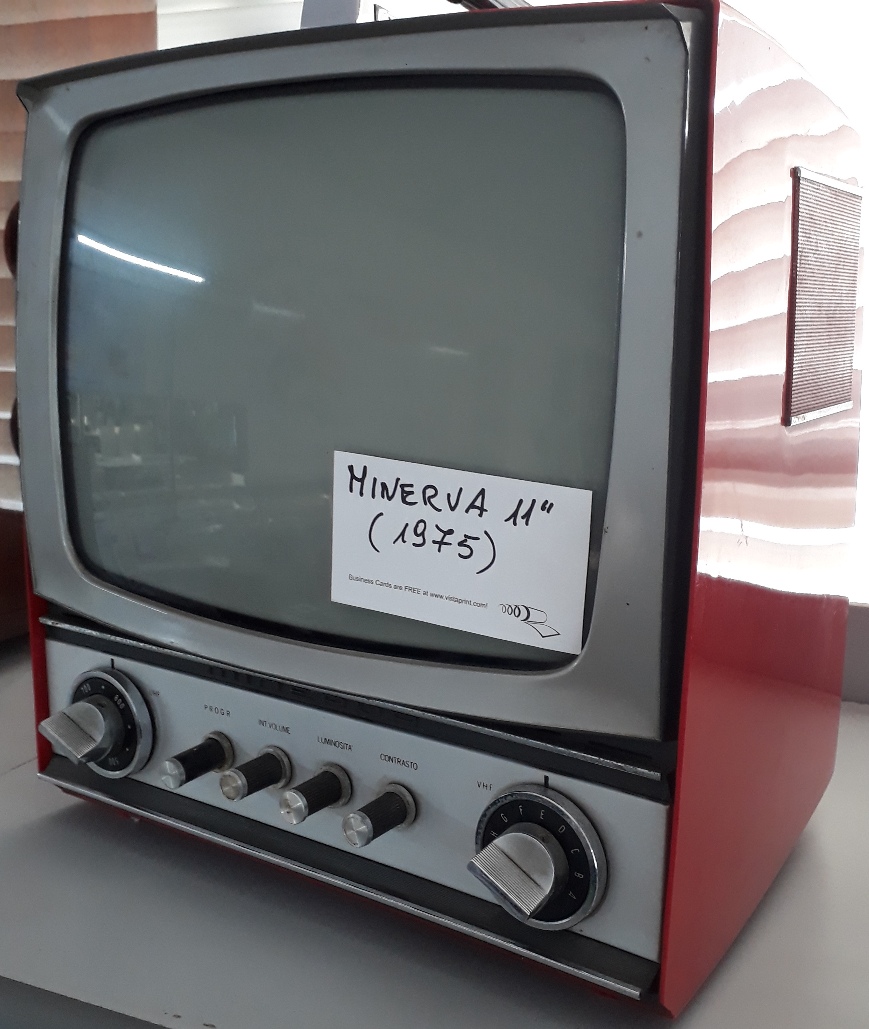 MINERVA 11"
(1975)
Business Cards are FREE at www.vistaprint.com!
PROGR
INT.VOLUME
LUMINOSITA'
CONTRASTO
VHF
H G F E D C B A